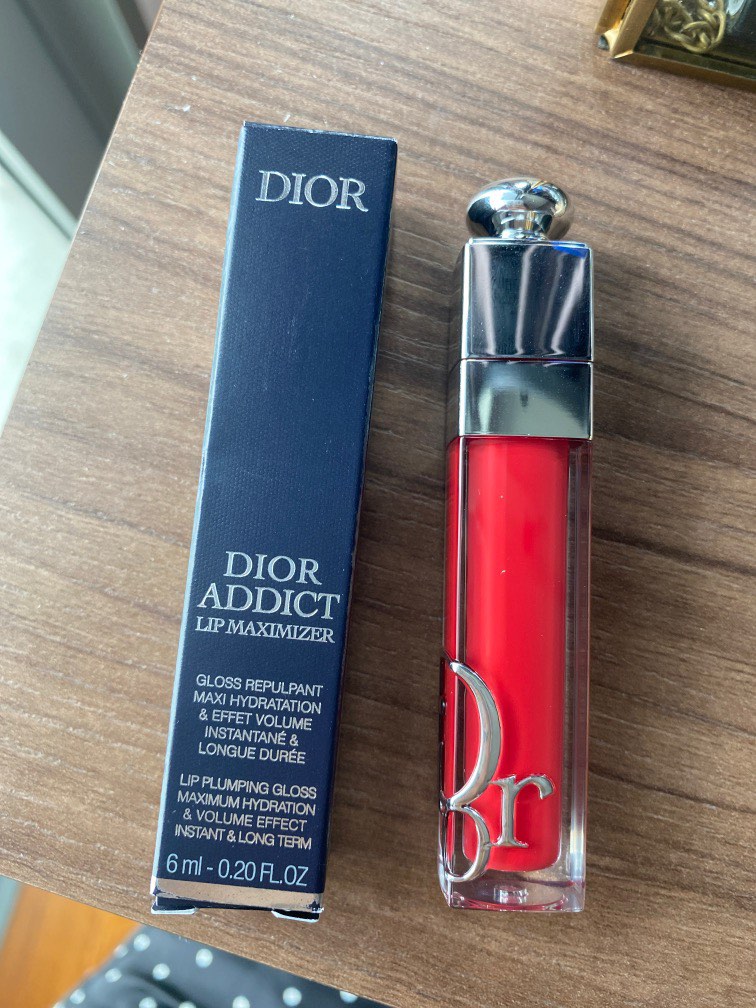 DIOR
DIOR
ADDICT
LIP MAXIMIZER
GLOSS REPULPANT
MAXI HYDRATATION
& EFFET VOLUME
INSTANTANÉ &
LONGUE DURÉE
LIP PLUMPING GLOSS
MAXIMUM HYDRATION
& VOLUME EFFECT
INSTANT & LONG TERM
6 ml - 0.20 FL.OZ
Dior